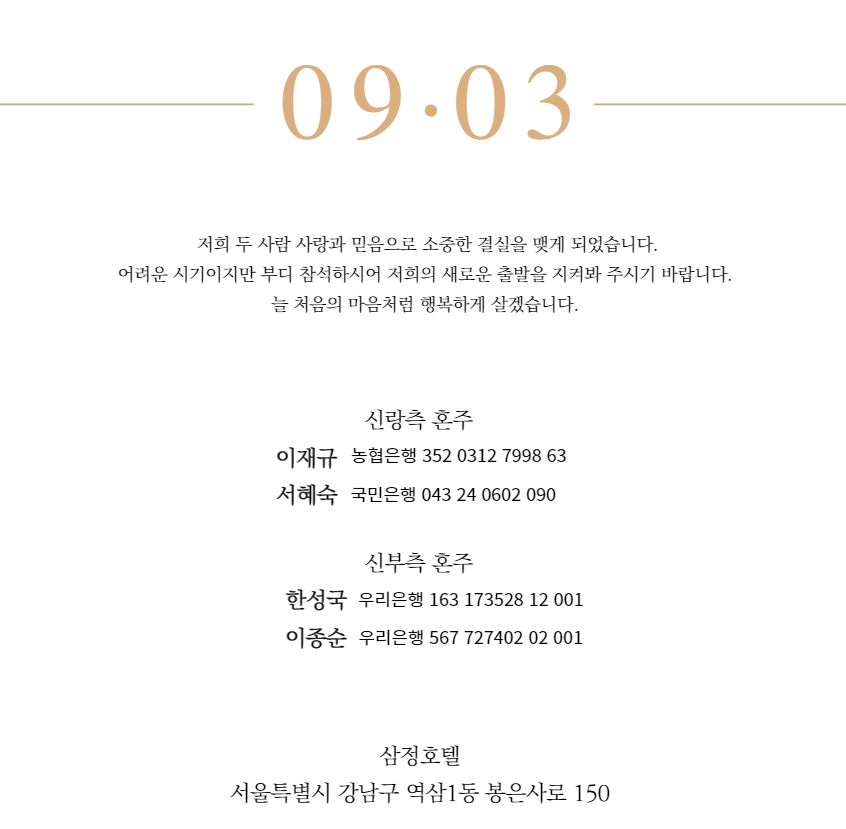 09·03
저희 두 사람 사랑과 믿음으로 소중한 결실을 맺게 되었습니다.
어려운 시기이지만 부디 참석하시어 저희의 새로운 출발을 지켜봐 주시기 바랍니다.
늘 처음의 마음처럼 행복하게 살겠습니다.
신랑측 혼주
이재규 농협은행 352 0312 7998 63
서혜숙 국민은행 043 24 0602 090
신부측 혼주
한성국 우리은행 163 173528 12 001
이종순 우리은행 567 727402 02 001
삼정호텔
서울특별시 강남구 역삼1동 봉은사로 150